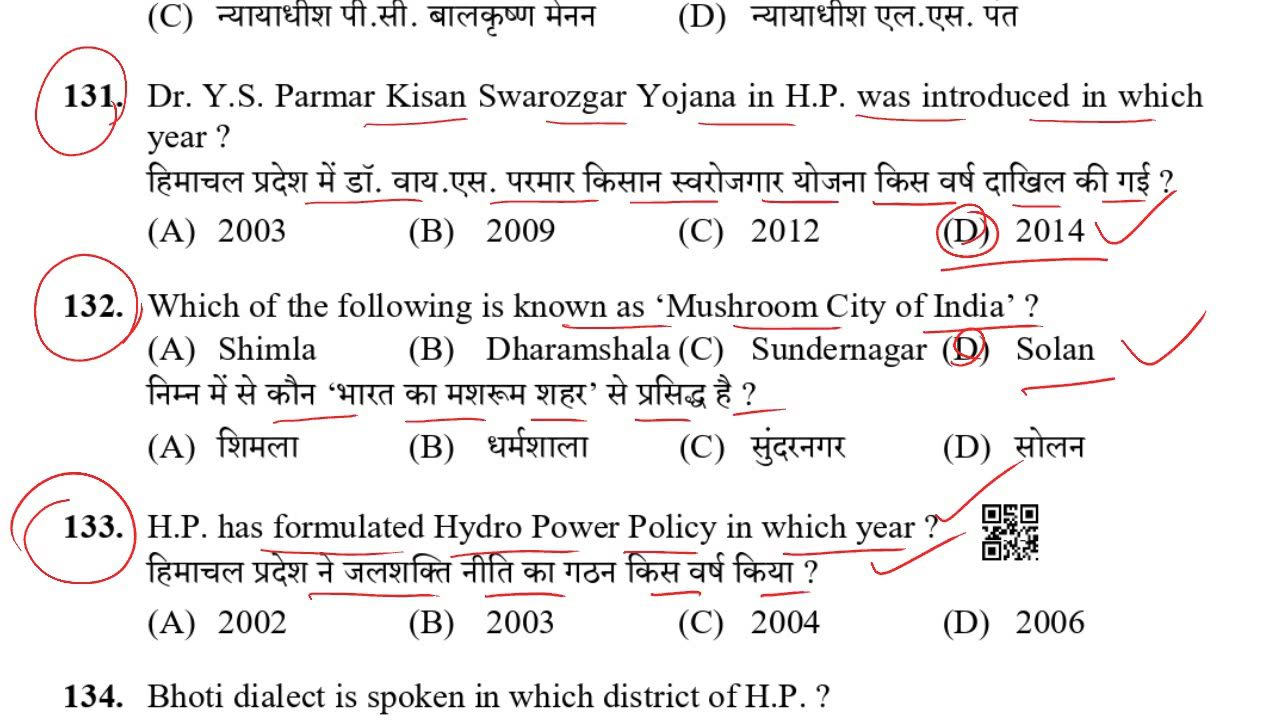 (C) न्यायाधीश पी.सी. बालकृष्ण मेनन (D) न्यायाधीश एल.एस. पंत
131. Dr. Y.S. Parmar Kisan Swarozgar Yojana in H.P. was introduced in which
year ?
हिमाचल प्रदेश में डॉ. वाय.एस. परमार किसान स्वरोजगार योजना किस वर्ष दाखिल की गई ?
(A) 2003 (B) 2009 (C) 2012 (D) 2014
132. Which of the following is known as ‘Mushroom City of India’ ?
(A) Shimla (B) Dharamshala (C) Sundernagar (D) Solan
निम्न में से कौन ‘भारत का मशरूम शहर’ से प्रसिद्ध है ?
(A) शिमला (B) धर्मशाला (C) सुंदरनगर (D) सोलन
133. H.P. has formulated Hydro Power Policy in which year ?
हिमाचल प्रदेश ने जलशक्ति नीति का गठन किस वर्ष किया ?
(A) 2002 (B) 2003 (C) 2004 (D) 2006
134. Bhoti dialect is spoken in which district of H.P. ?